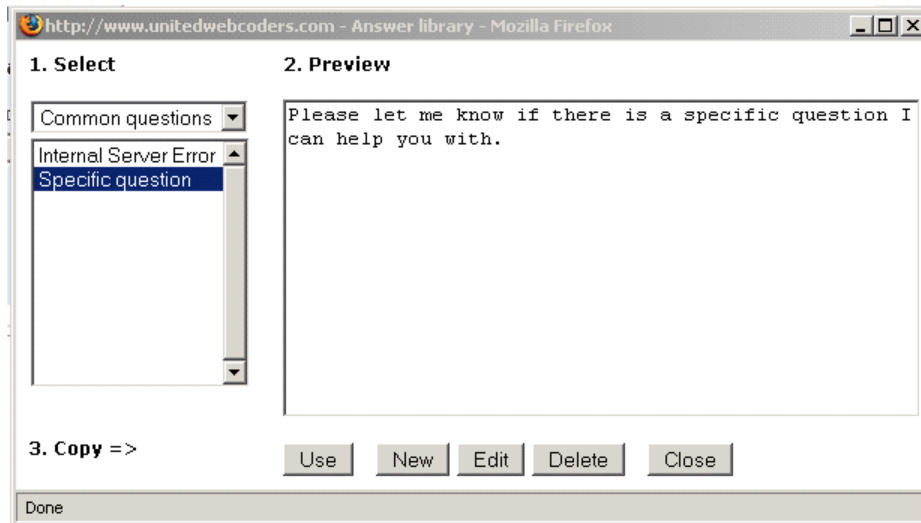 http://www.unitedwebcoders.com - Answer library - Mozilla Firefox
1. Select
2. Preview
Common questions
Internal Server Error
Specific question
Please let me know if there is a specific question I
can help you with.
3. Copy =>
Use New Edit Delete Close
Done